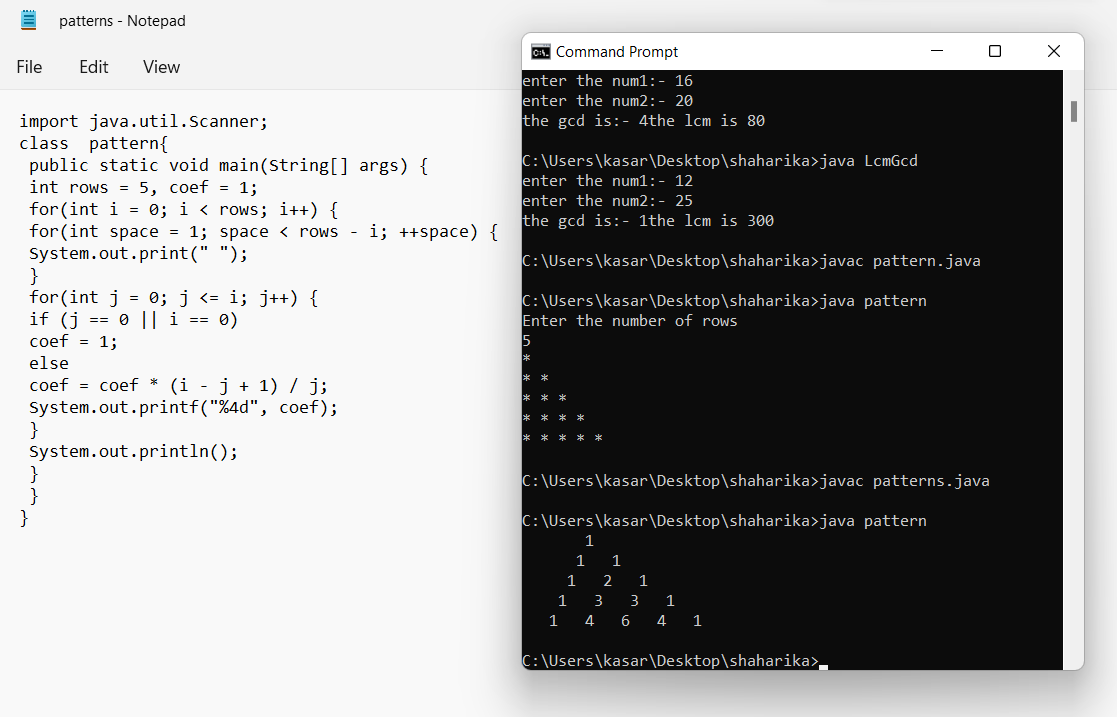 patterns - Notepad
File Edit View
import java.util.Scanner;
class  pattern{
 public static void main(String[] args) {
 int rows = 5, coef = 1;
 for(int i = 0; i < rows; i++) {
 for(int space = 1; space < rows - i; ++space) {
 System.out.print(" ");
 }
 for(int j = 0; j <= i; j++) {
 if (j == 0 || i == 0)
 coef = 1;
 else
 coef = coef * (i - j + 1) / j;
 System.out.printf("%4d", coef);
 }
 System.out.println();
 }
 }
}
Command Prompt
enter the num1:- 16
enter the num2:- 20
the gcd is:- 4the lcm is 80
C:\Users\kasar\Desktop\shaharika>java LcmGcd
enter the num1:- 12
enter the num2:- 25
the gcd is:- 1the lcm is 300
C:\Users\kasar\Desktop\shaharika>javac pattern.java
C:\Users\kasar\Desktop\shaharika>java pattern
Enter the number of rows
5
*
* *
* * *
* * * *
* * * * *
C:\Users\kasar\Desktop\shaharika>javac patterns.java
C:\Users\kasar\Desktop\shaharika>java pattern
       1
      1   1
     1   2   1
    1   3   3   1
   1   4   6   4   1
C:\Users\kasar\Desktop\shaharika>